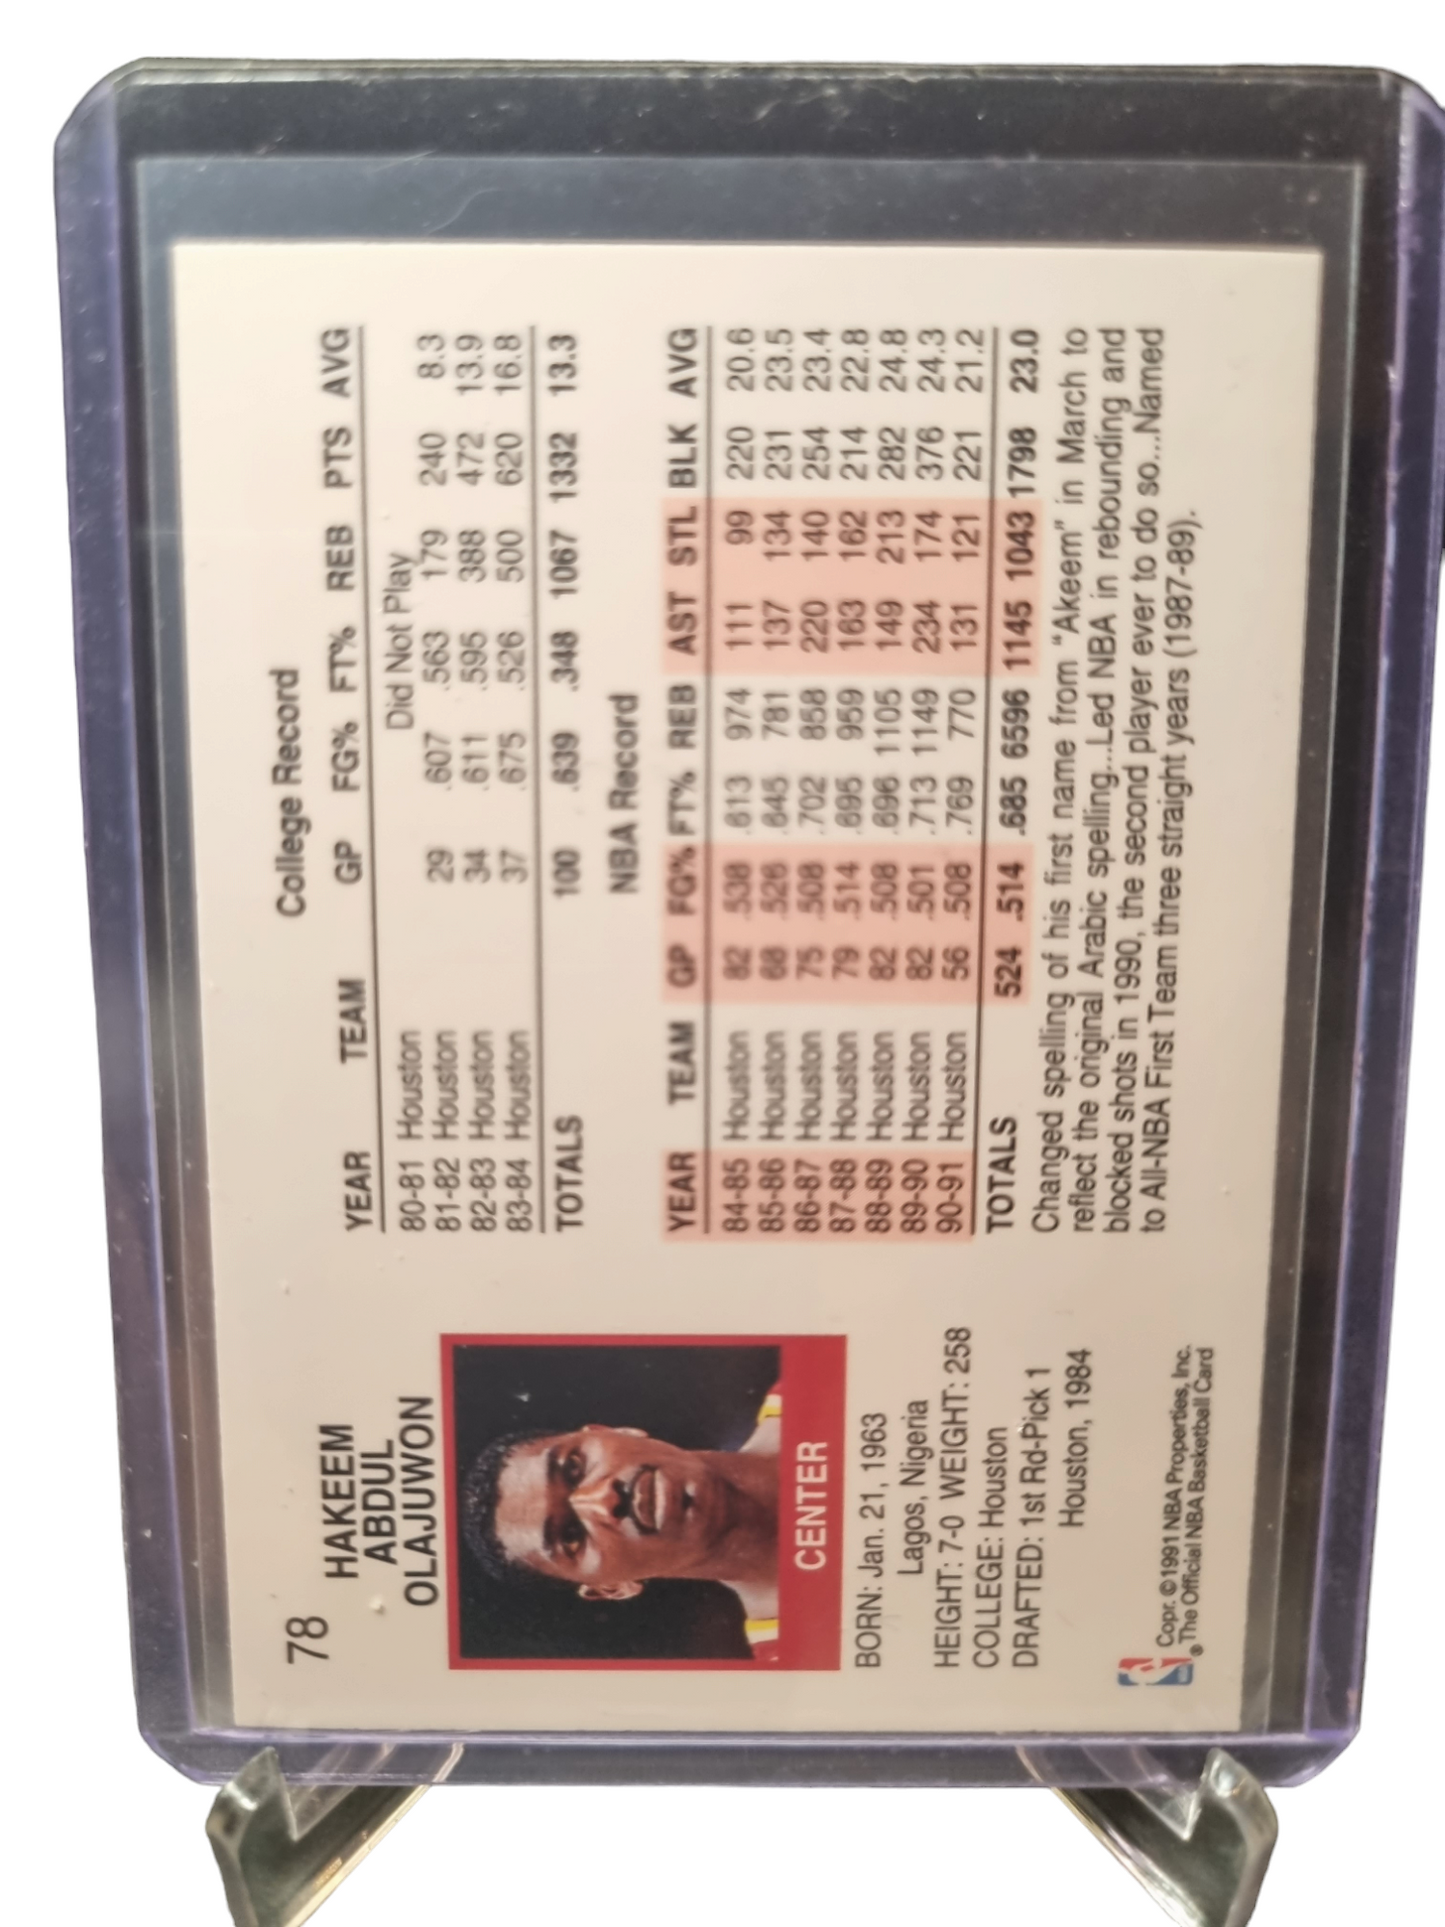 78
HAKEEM
ABDUL
OLAJUWON
CENTER
BORN: Jan. 21, 1963
Lagos, Nigeria
HEIGHT: 7-0 WEIGHT: 258
COLLEGE: Houston
DRAFTED: 1st Rd-Pick 1
Houston, 1984
Copr. ©1991 NBA Properties, Inc.
® The Official NBA Basketball Card
College Record
YEAR TEAM GP FG% FT% REB PTS AVG
80-81 Houston Did Not Play
81-82 Houston 29 .607 .563 179 240 8.3
82-83 Houston 34 .611 .595 388 472 13.9
83-84 Houston 37 .675 .526 500 620 16.8
TOTALS 100 .639 .348 1067 1332 13.3
NBA Record
YEAR TEAM GP FG% FT% REB AST STL BLK AVG
84-85 Houston 82 .538 .613 974 111 99 220 20.6
85-86 Houston 68 .526 .645 781 137 134 231 23.5
86-87 Houston 75 .508 .702 858 220 140 254 23.4
87-88 Houston 79 .514 .695 959 163 162 214 22.8
88-89 Houston 82 .508 .696 1105 149 213 282 24.8
89-90 Houston 82 .501 .713 1149 234 174 376 24.3
90-91 Houston 56 .508 .769 770 131 121 221 21.2
TOTALS 524 .514 .685 6596 1145 1043 1798 23.0
Changed spelling of his first name from "Akeem" in March to
reflect the original Arabic spelling...Led NBA in rebounding and
blocked shots in 1990, the second player ever to do so...Named
to All-NBA First Team three straight years (1987-89).